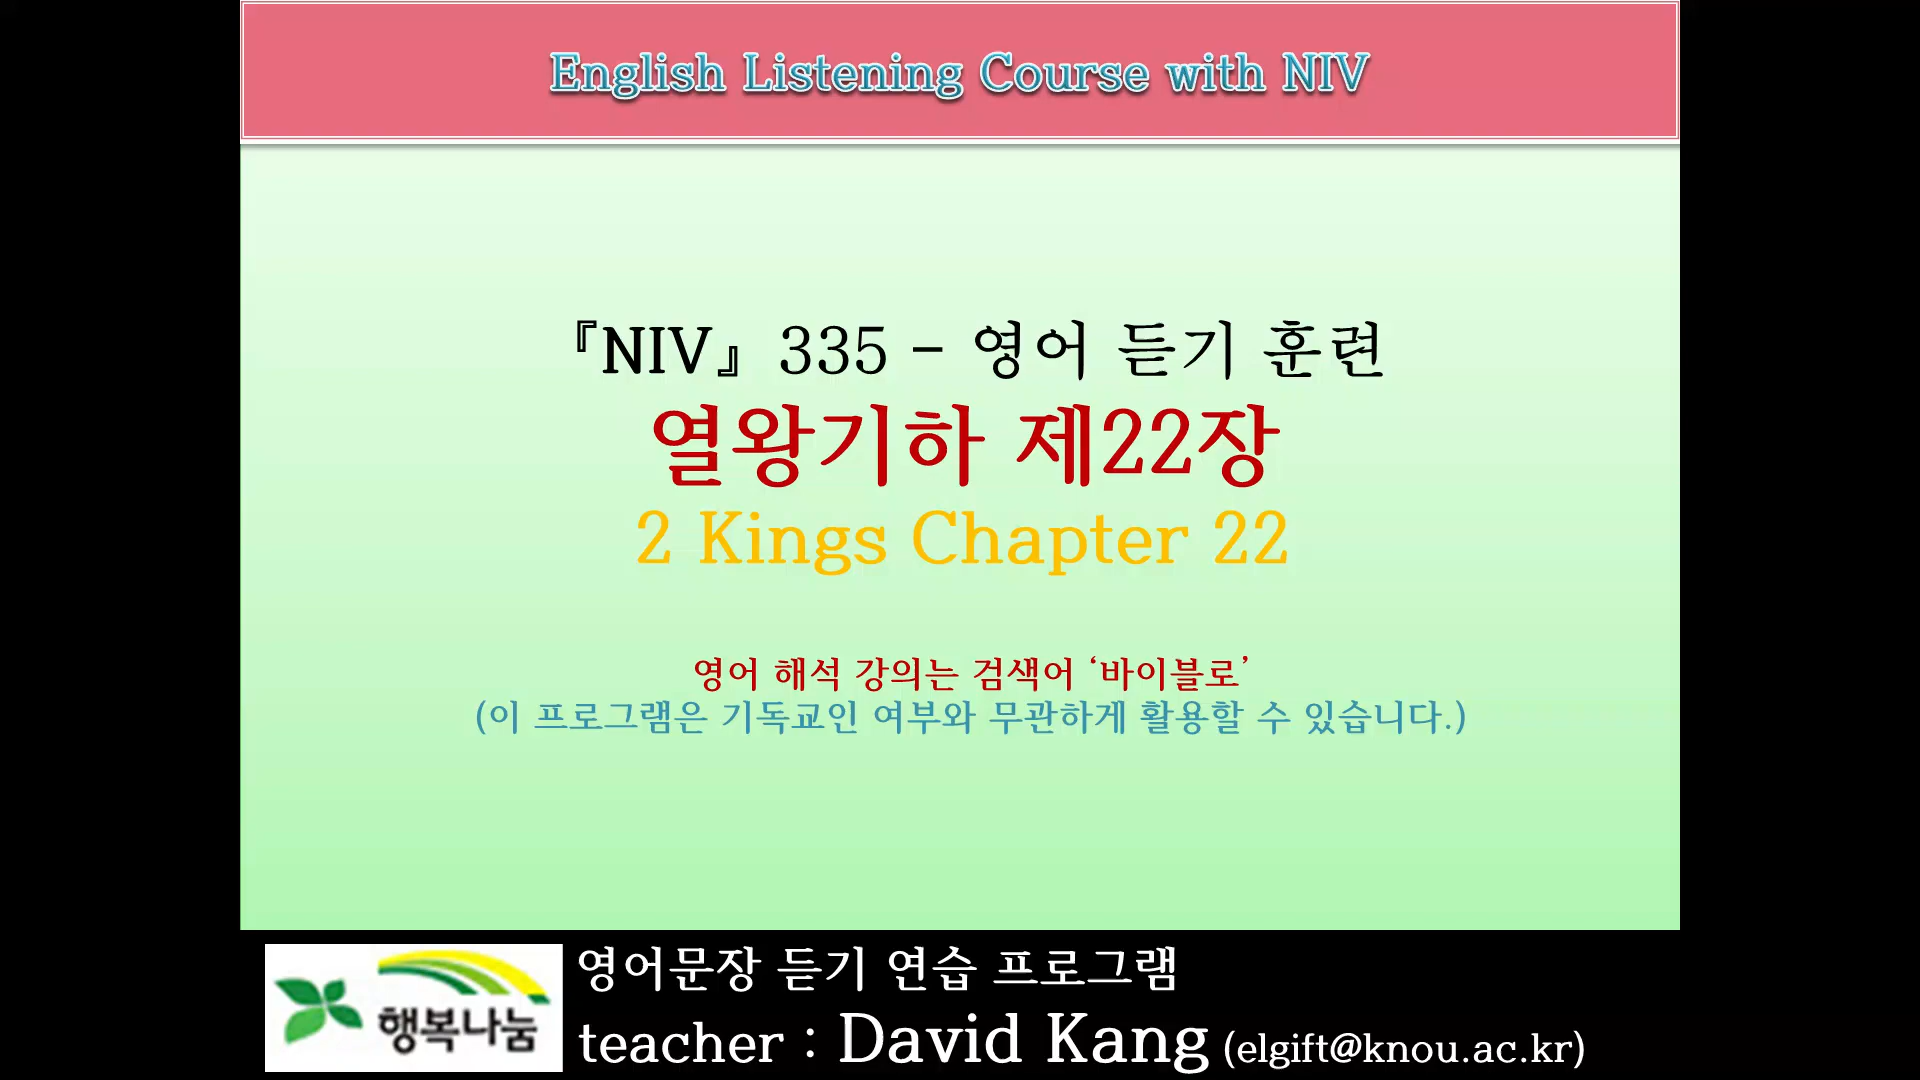 English Listening Course with NIV
『NIV』 335 - 영어 듣기 훈련
열왕기하 제22장
2 Kings Chapter 22
영어 해석 강의는 검색어 ‘바이블로’
(이 프로그램은 기독교인 여부와 무관하게 활용할 수 있습니다.)
행복나눔
영어문장 듣기 연습 프로그램
teacher : David Kang (elgift@knou.ac.kr)